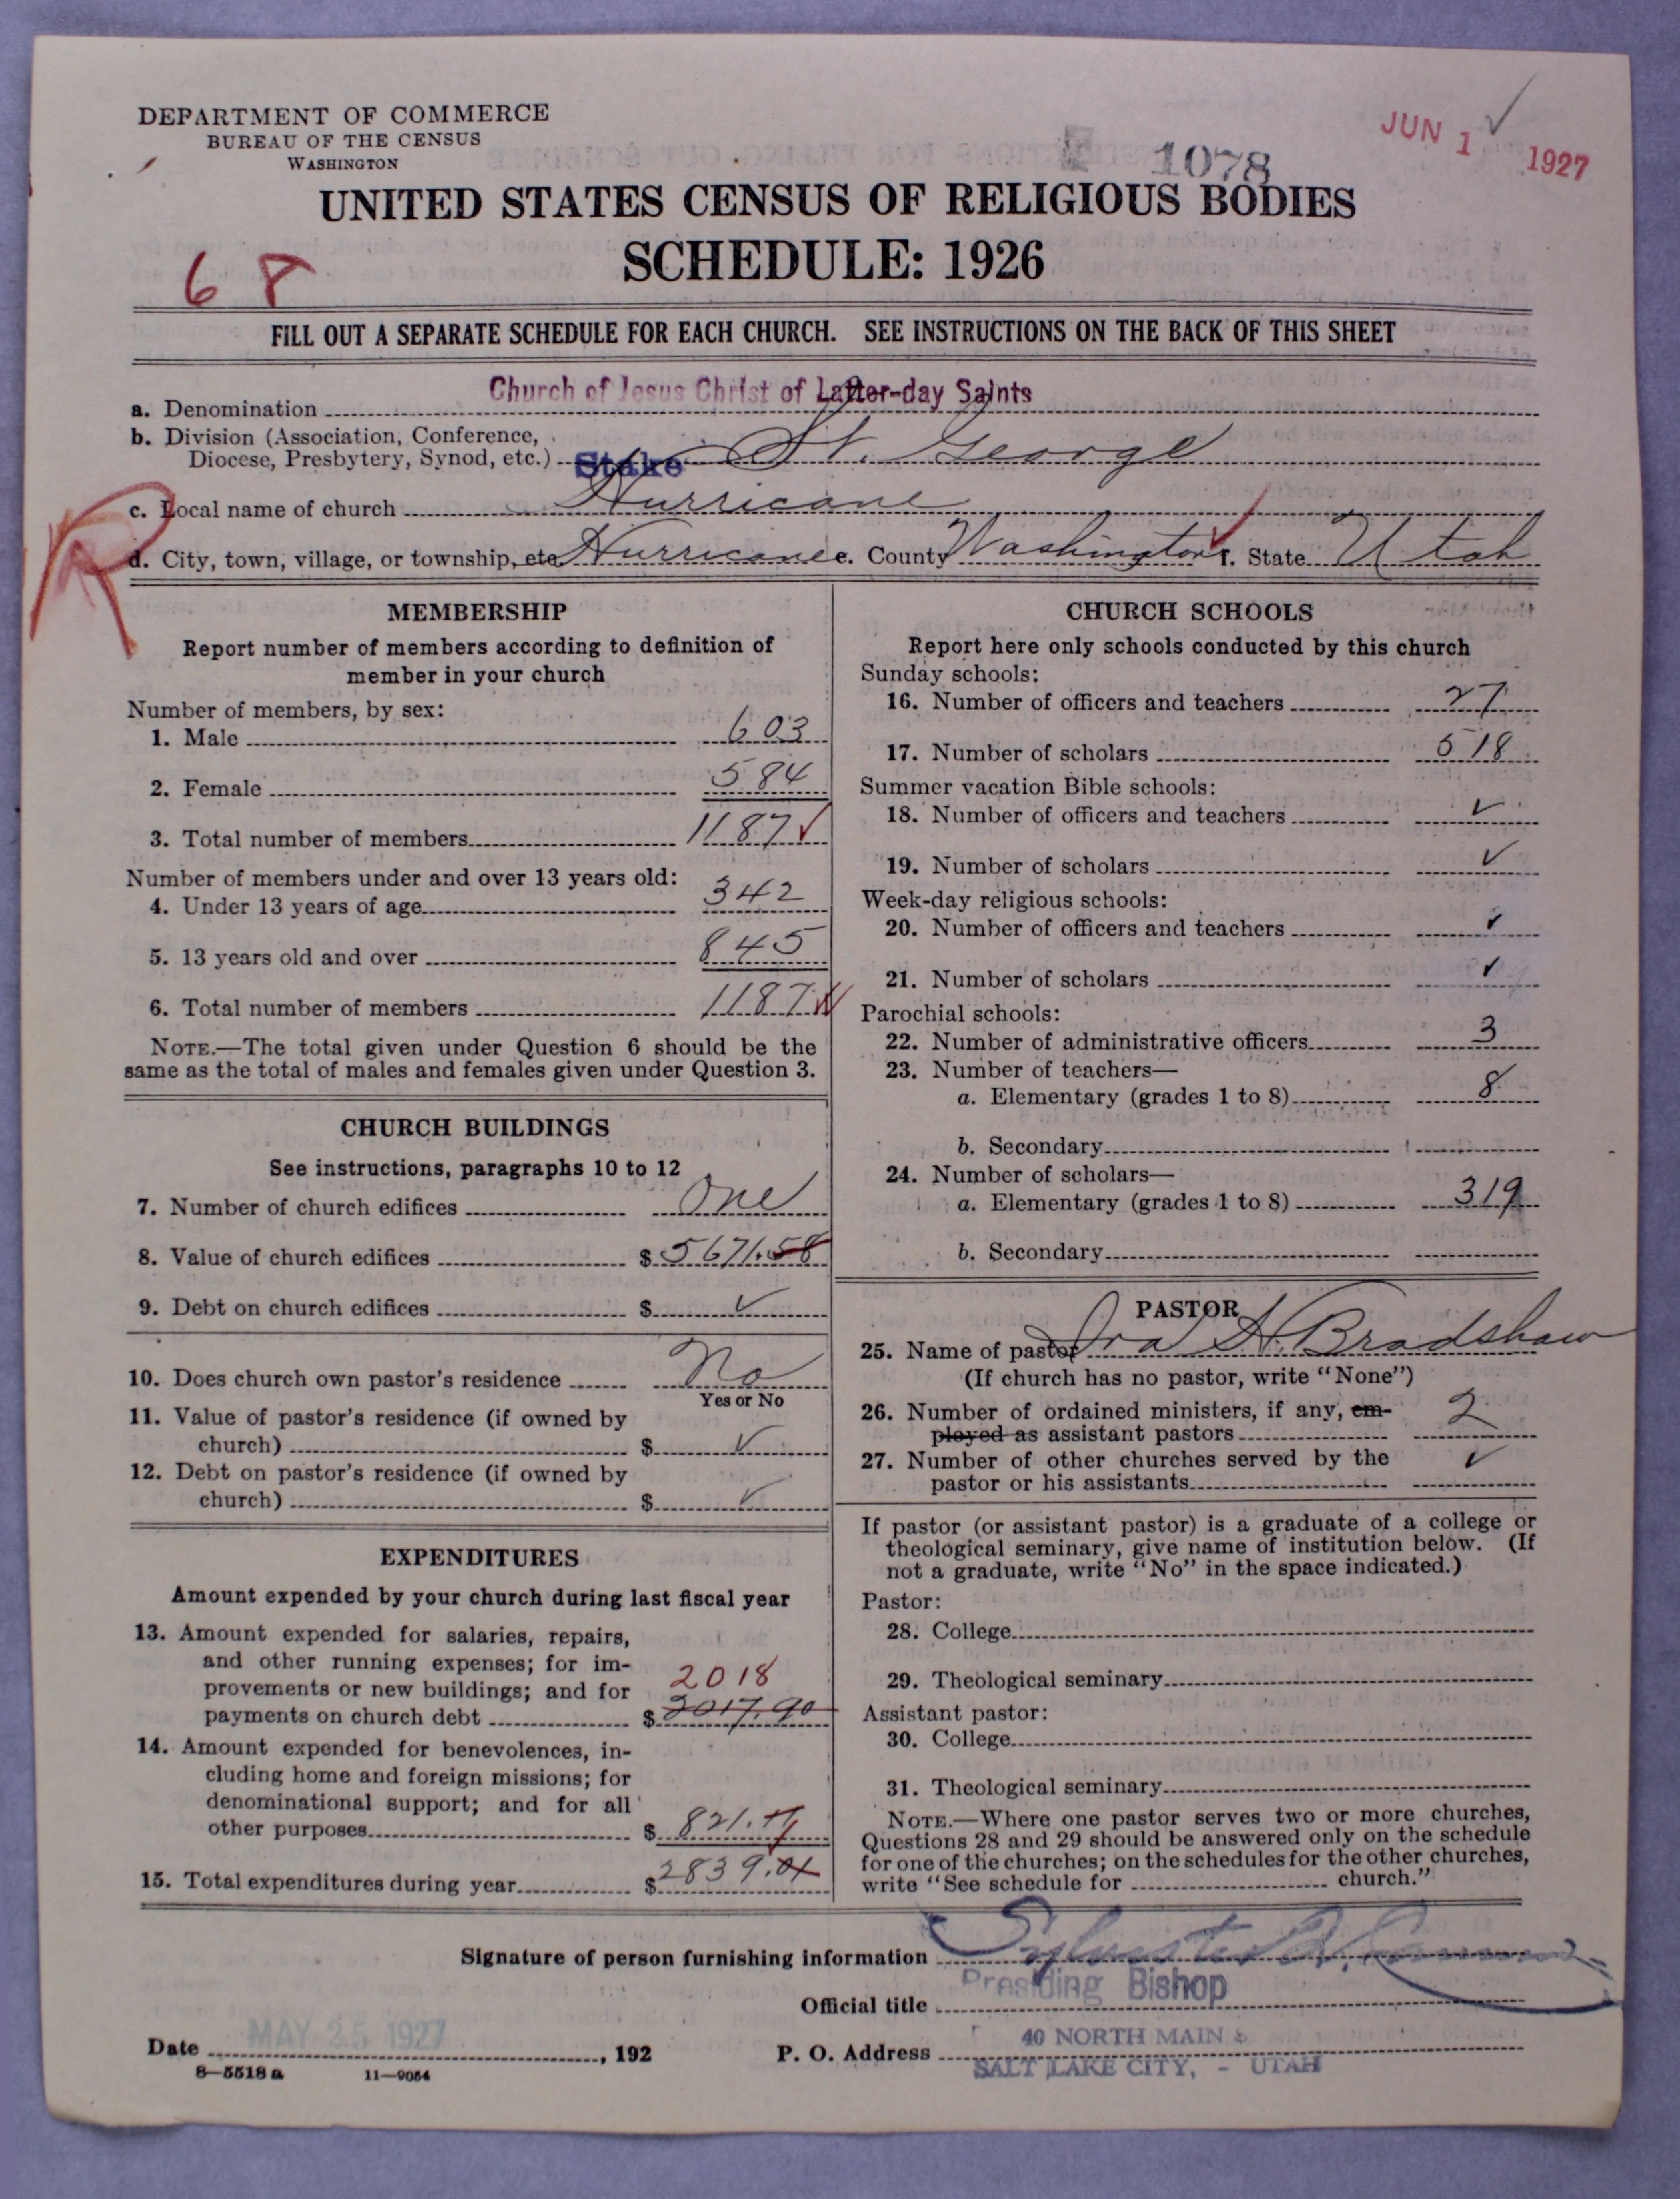 DEPARTMENT OF COMMERCE
BUREAU OF THE CENSUS
WASHINGTON
1078
JUN 1 1927
UNITED STATES CENSUS OF RELIGIOUS BODIES
SCHEDULE: 1926
68
FILL OUT A SEPARATE SCHEDULE FOR EACH CHURCH. SEE INSTRUCTIONS ON THE BACK OF THIS SHEET
a. Denomination Church of Jesus Christ of Latter-day Saints
b. Division (Association, Conference,
Diocese, Presbytery, Synod, etc.) Stake St. George
c. Local name of church Hurricane
R
d. City, town, village, or township, etc Hurricane e. County Washington f. State Utah
MEMBERSHIP
Report number of members according to definition of
member in your church
Number of members, by sex:
1. Male 603
2. Female 584
3. Total number of members 1187 ✓
Number of members under and over 13 years old:
4. Under 13 years of age 342
5. 13 years old and over 845
6. Total number of members 1187
NOTE.—The total given under Question 6 should be the
same as the total of males and females given under Question 3.
CHURCH BUILDINGS
See instructions, paragraphs 10 to 12
7. Number of church edifices One
8. Value of church edifices $ 5671.58
9. Debt on church edifices $ ✓
10. Does church own pastor's residence No
Yes or No
11. Value of pastor's residence (if owned by
church) $ ✓
12. Debt on pastor's residence (if owned by
church) $ ✓
EXPENDITURES
Amount expended by your church during last fiscal year
13. Amount expended for salaries, repairs,
and other running expenses; for im-
provements or new buildings; and for 2018
payments on church debt $ 2017.90
14. Amount expended for benevolences, in-
cluding home and foreign missions; for
denominational support; and for all
other purposes $ 821.11
15. Total expenditures during year $ 2839.01
CHURCH SCHOOLS
Report here only schools conducted by this church
Sunday schools:
16. Number of officers and teachers 27
17. Number of scholars 518
Summer vacation Bible schools:
18. Number of officers and teachers ✓
19. Number of scholars ✓
Week-day religious schools:
20. Number of officers and teachers ✓
21. Number of scholars ✓
Parochial schools:
22. Number of administrative officers 3
23. Number of teachers—
a. Elementary (grades 1 to 8) 8
b. Secondary
24. Number of scholars—
a. Elementary (grades 1 to 8) 319
b. Secondary
PASTOR
25. Name of pastor Ira H. Bradshaw
(If church has no pastor, write "None")
26. Number of ordained ministers, if any, em-
ployed as assistant pastors 2
27. Number of other churches served by the
pastor or his assistants ✓
If pastor (or assistant pastor) is a graduate of a college or
theological seminary, give name of institution below. (If
not a graduate, write "No" in the space indicated.)
Pastor:
28. College
29. Theological seminary
Assistant pastor:
30. College
31. Theological seminary
NOTE.—Where one pastor serves two or more churches,
Questions 28 and 29 should be answered only on the schedule
for one of the churches; on the schedules for the other churches,
write "See schedule for church."
Signature of person furnishing information Sylvester Q. Cannon
Official title Presiding Bishop
Date MAY 25 1927 , 192
P. O. Address 40 NORTH MAIN S
SALT LAKE CITY, - UTAH
8—5518 a 11—9054